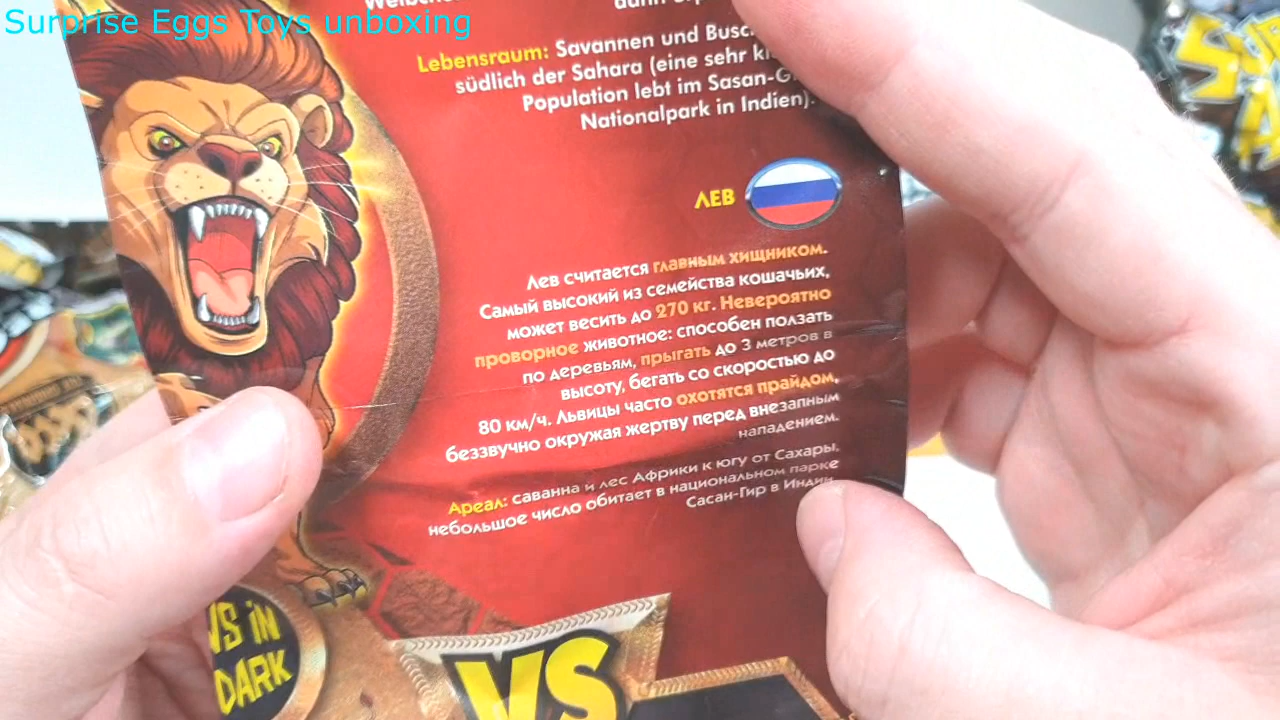 Surprise Eggs Toys unboxing
Lebensraum: Savannen und
südlich der Sahara (eine sehr
Population lebt im
Nationalpark in Indien).
ЛЕВ
Лев считается главным хищником.
Самый высокий из семейства кошачьих,
может весить до 270 кг. Невероятно
проворное животное: способен ползать
по деревьям, прыгать до 3 метров в
высоту, бегать со скоростью до
80 км/ч. Львицы часто охотятся прайдом,
беззвучно окружая жертву перед внезапным
нападением.
Ареал: саванна и лес Африки к югу от Сахары,
небольшое число обитает в национальном парке
Сасан-Гир в Индии.
IN
DARK
VS